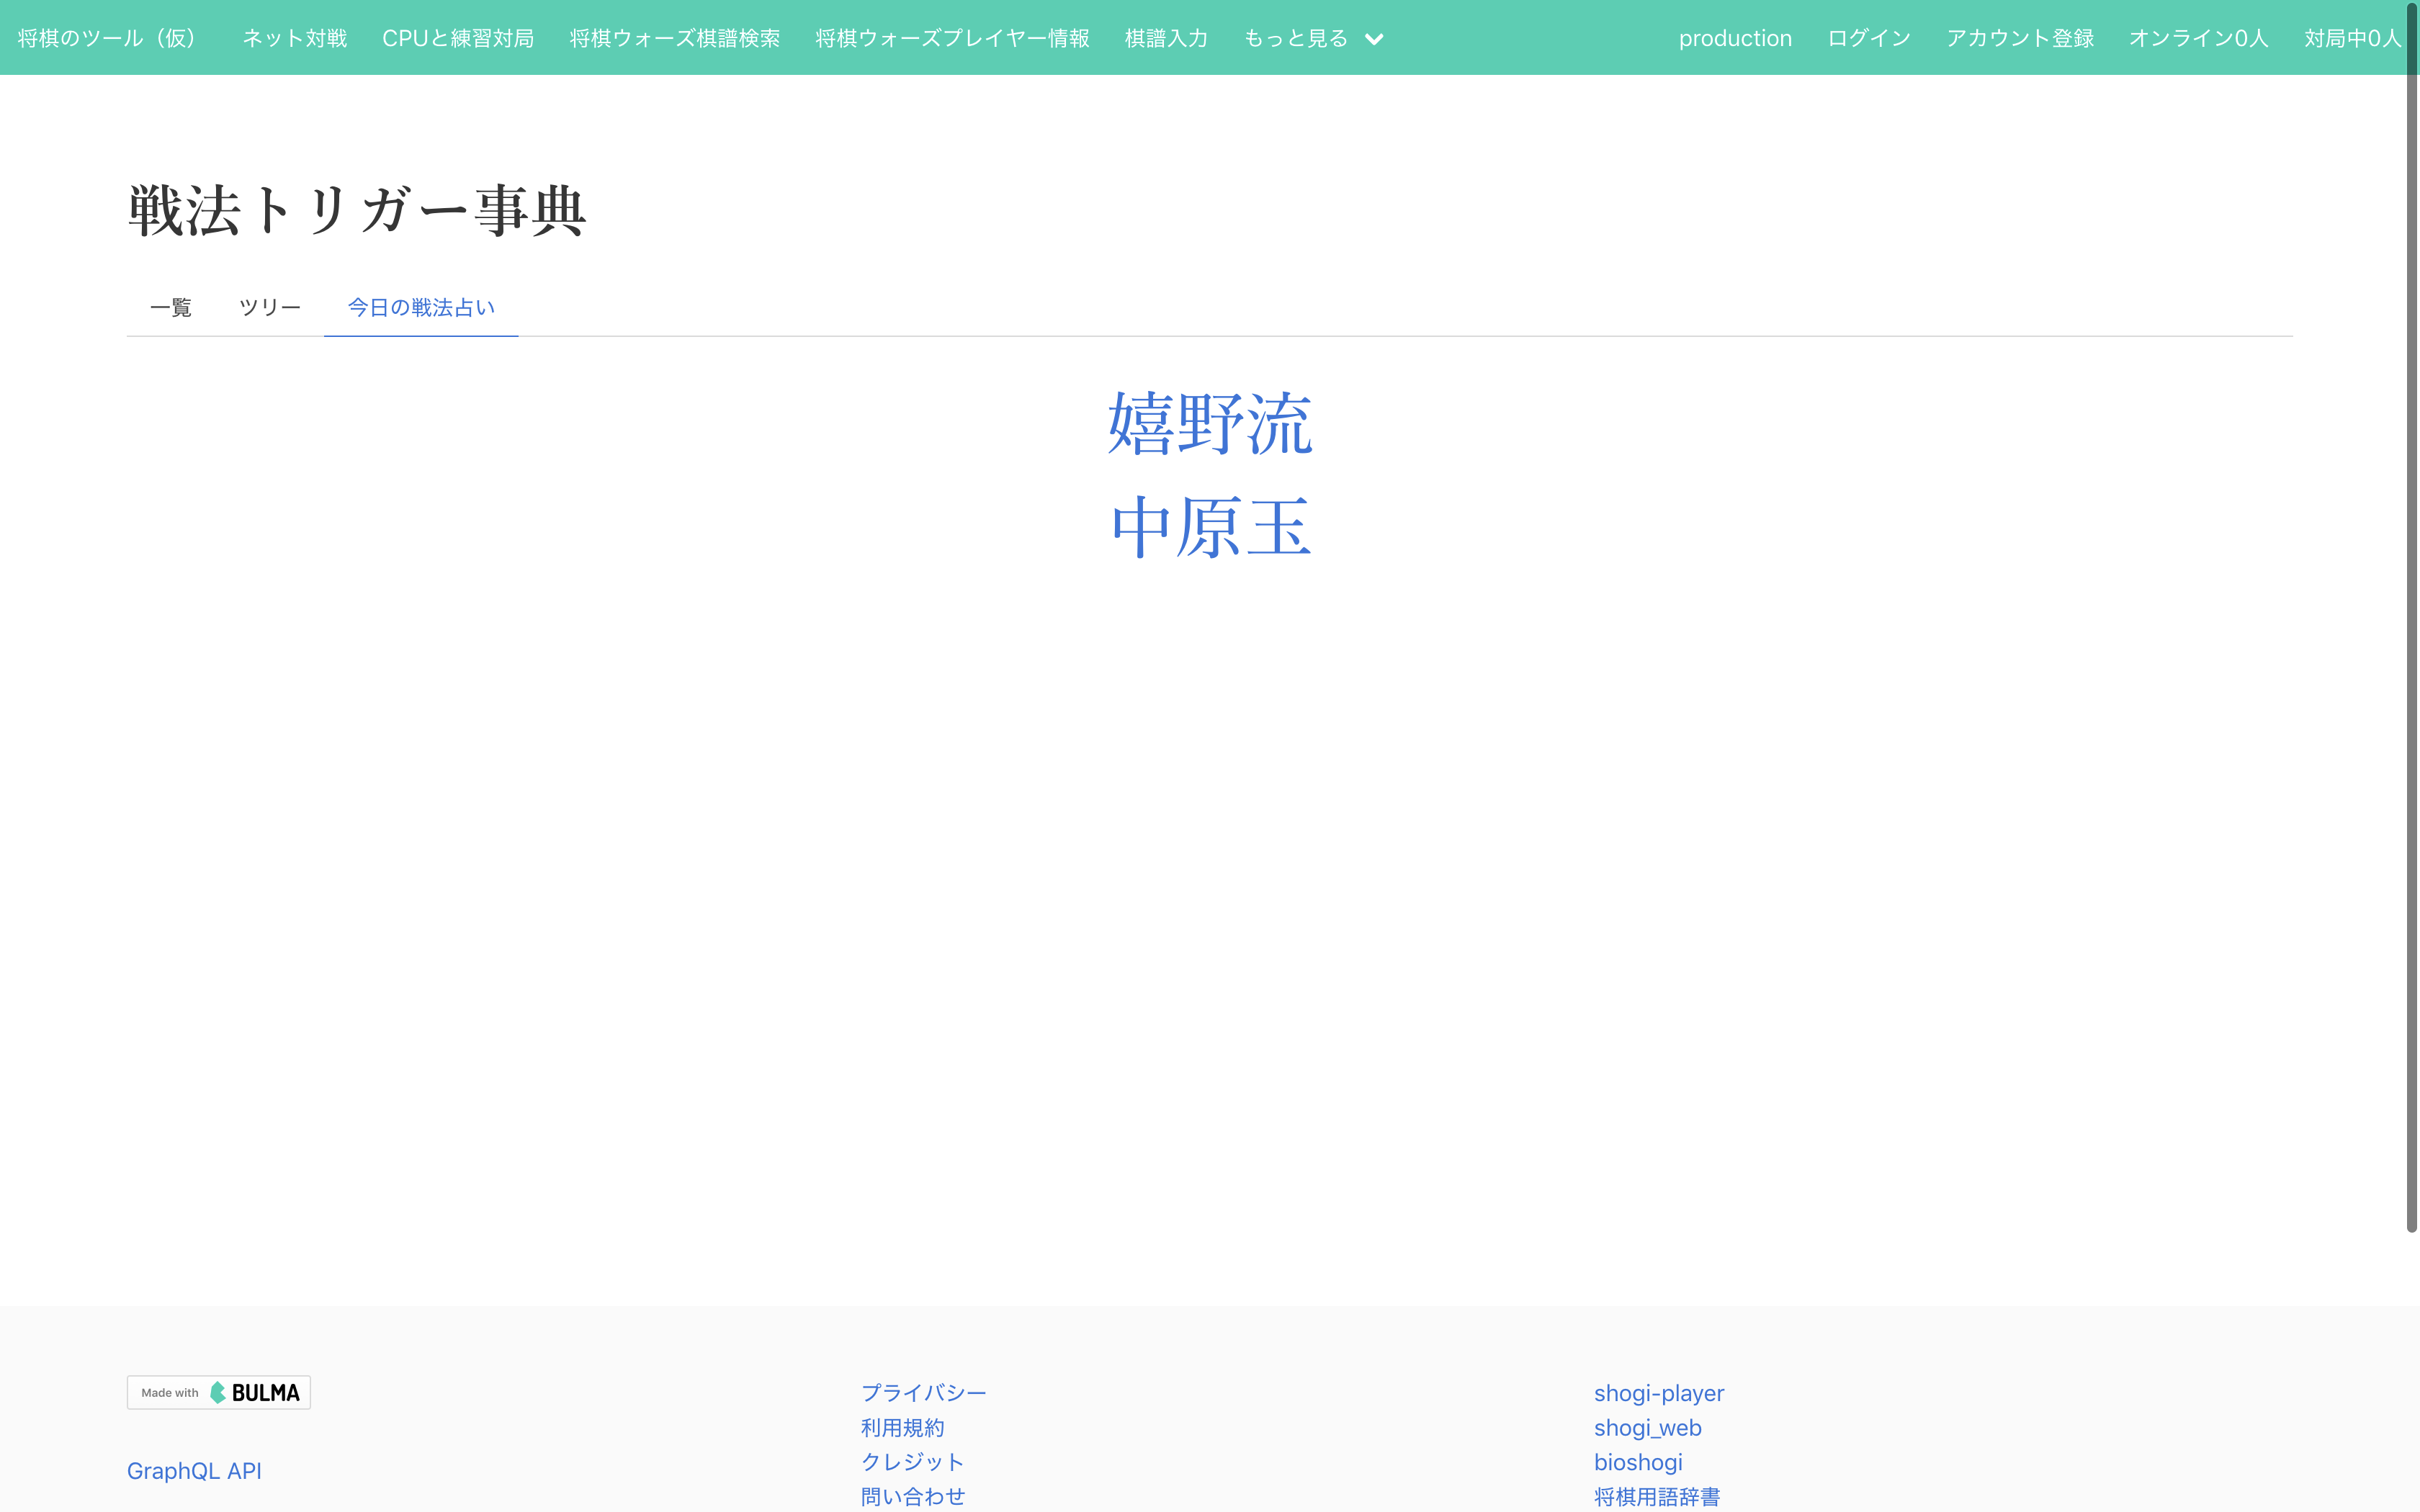 将棋のツール（仮） ネット対戦 CPUと練習対局 将棋ウォーズ棋譜検索 将棋ウォーズプレイヤー情報 棋譜入力 もっと見る production ログイン アカウント登録 オンライン0人 対局中0人
戦法トリガー事典
一覧 ツリー 今日の戦法占い
嬉野流
中原玉
Made with BULMA
GraphQL API
プライバシー
利用規約
クレジット
問い合わせ
shogi-player
shogi_web
bioshogi
将棋用語辞書